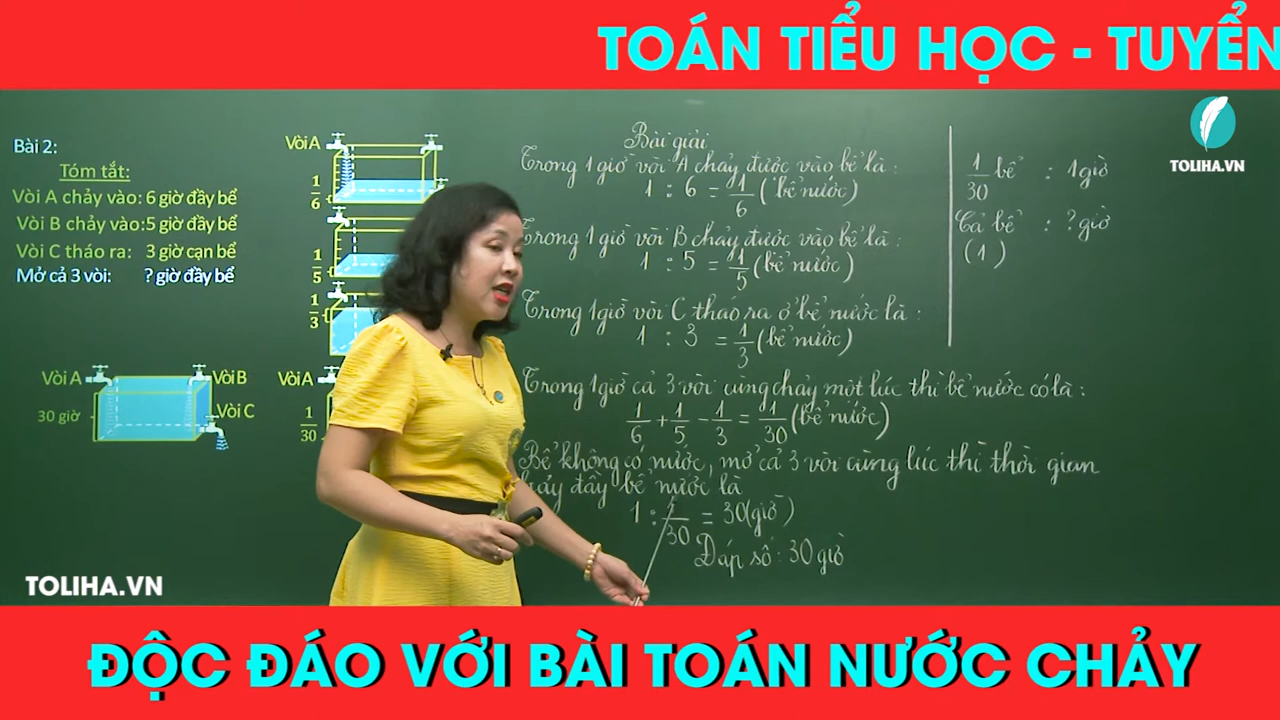 TOÁN TIỂU HỌC - TUYỂN
TOLIHA.VN
Bài 2:
Tóm tắt:
Vòi A chảy vào: 6 giờ đầy bể
Vòi B chảy vào: 5 giờ đầy bể
Vòi C tháo ra: 3 giờ cạn bể
Mở cả 3 vòi: ? giờ đầy bể
Vòi A
1/6
1/5
1/3
Vòi A
Vòi B
Vòi C
30 giờ
Vòi A
1/30
Bài giải
Trong 1 giờ vòi A chảy được vào bể là:
1 : 6 = 1/6 (bể nước)
Trong 1 giờ vòi B chảy được vào bể là:
1 : 5 = 1/5 (bể nước)
Trong 1 giờ vòi C tháo ra ở bể nước là:
1 : 3 = 1/3 (bể nước)
Trong 1 giờ cả 3 vòi cùng chảy một lúc thì bể nước có là:
1/6 + 1/5 - 1/3 = 1/30 (bể nước)
Bể không có nước, mở cả 3 vòi cùng lúc thì thời gian
đầy bể nước là
1 : 1/30 = 30 (giờ)
Đáp số: 30 giờ
1/30 bể : 1 giờ
Cả bể : ? giờ
(1)
TOLIHA.VN
ĐỘC ĐÁO VỚI BÀI TOÁN NƯỚC CHẢY